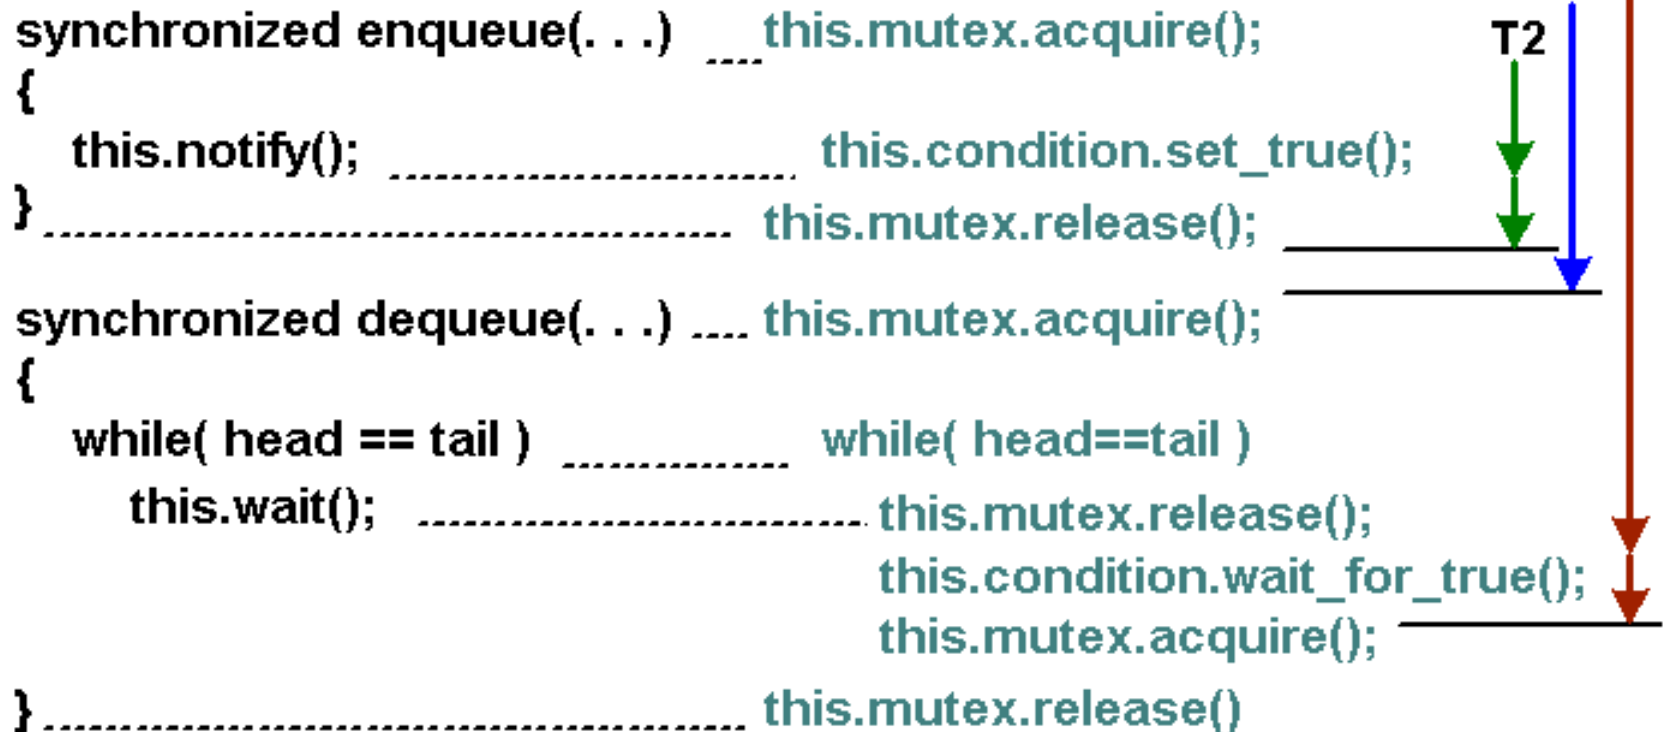 synchronized enqueue(. . .) this.mutex.acquire();
T2
{
this.notify(); this.condition.set_true();
} this.mutex.release();
synchronized dequeue(. . .) this.mutex.acquire();
{
while( head == tail ) while( head==tail )
this.wait(); this.mutex.release();
this.condition.wait_for_true();
this.mutex.acquire();
} this.mutex.release()